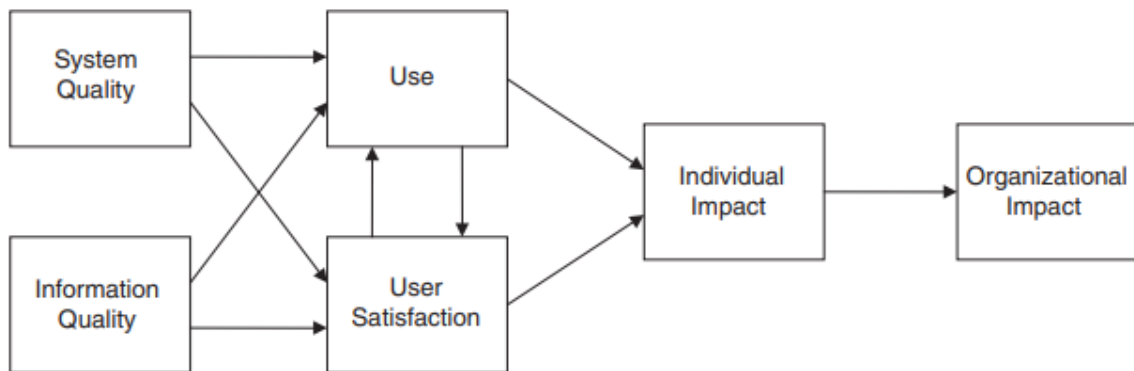 System
Quality
Use
Individual
Impact
Organizational
Impact
Information
Quality
User
Satisfaction